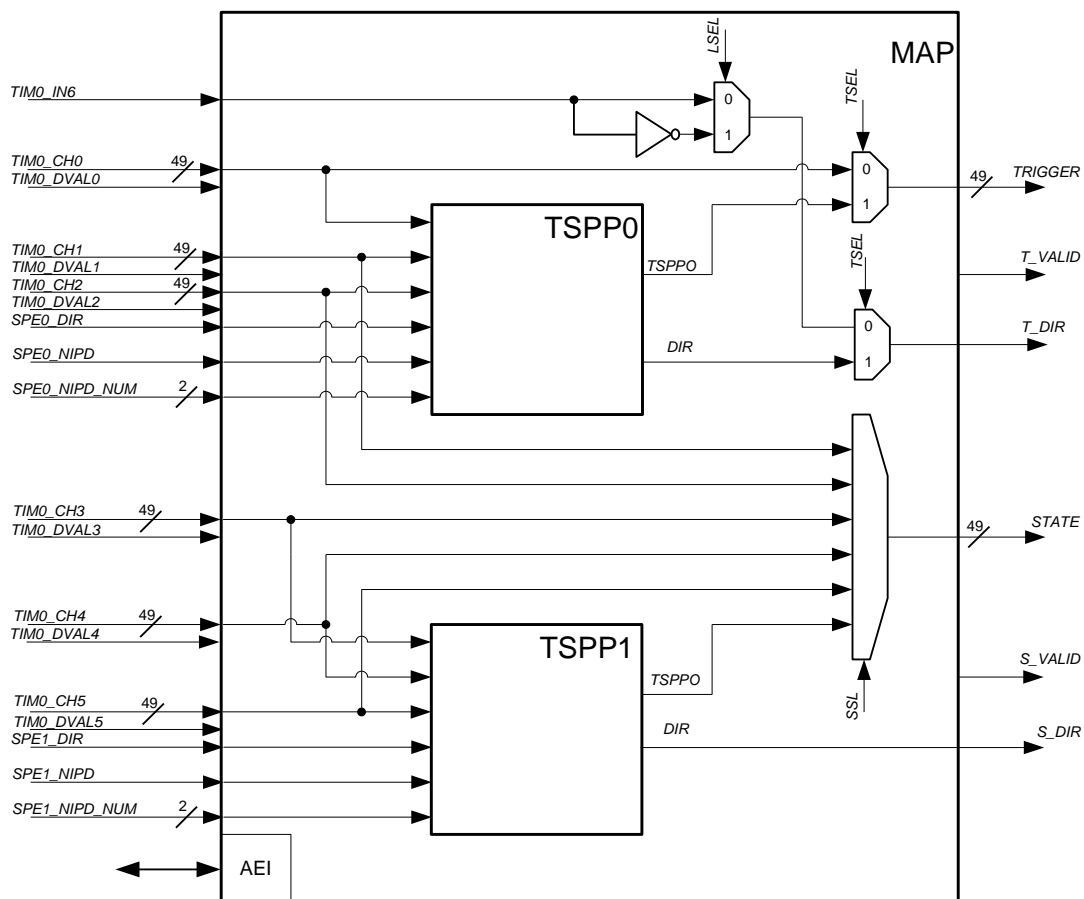 LSEL
MAP
TIM0_IN6
0
1
TSEL
TIM0_CH0
49
TIM0_DVAL0
0
1
49
TRIGGER
TSPP0
TIM0_CH1
49
TIM0_DVAL1
TIM0_CH2
49
TIM0_DVAL2
SPE0_DIR
SPE0_NIPD
SPE0_NIPD_NUM
2
TSPPO
DIR
TSEL
0
1
T_VALID
T_DIR
TIM0_CH3
49
TIM0_DVAL3
49
STATE
TIM0_CH4
49
TIM0_DVAL4
TSPP1
TSPPO
DIR
SSL
S_VALID
S_DIR
TIM0_CH5
49
TIM0_DVAL5
SPE1_DIR
SPE1_NIPD
SPE1_NIPD_NUM
2
AEI